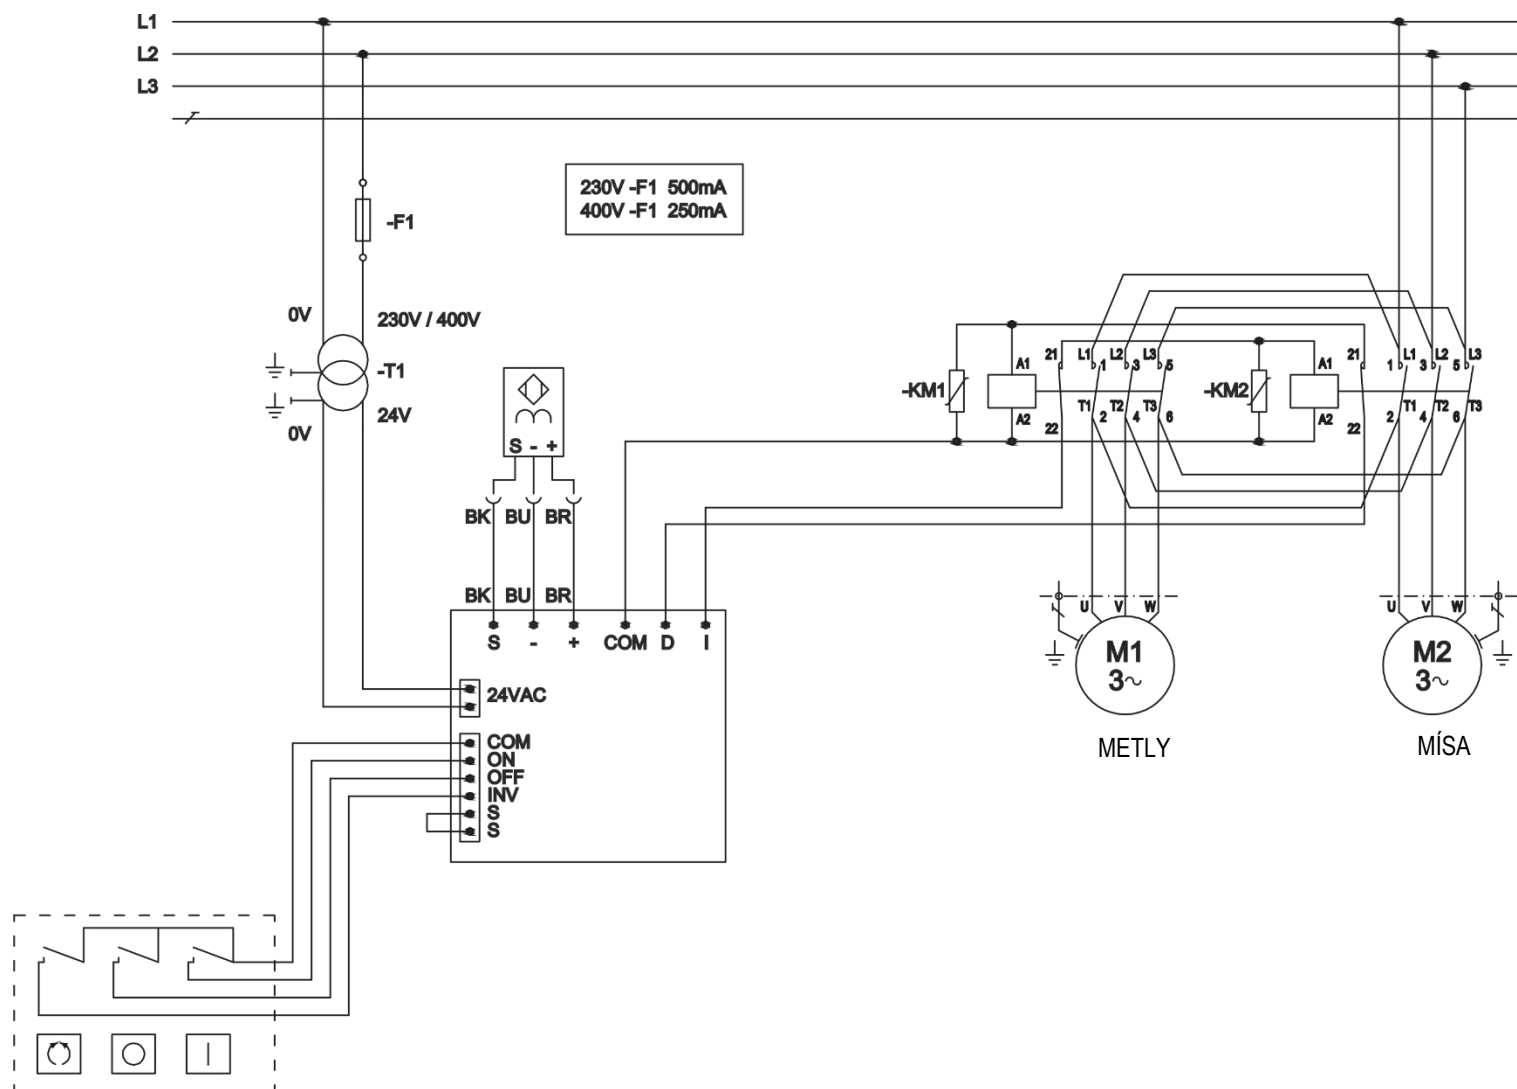 L1
L2
L3
230V -F1 500mA
400V -F1 250mA
-F1
0V
230V / 400V
-T1
24V
0V
S - +
BK BU BR
BK BU BR
S - + COM D I
24VAC
COM
ON
OFF
INV
S
S
-KM1
A1
A2
21
22
L1 L2 L3
1 3 5
T1 T2 T3
2 4 6
-KM2
A1
A2
21
22
L1 L2 L3
1 3 5
2 4 6
T1 T2 T3
U V W
M1
3~
METLY
U V W
M2
3~
MÍSA